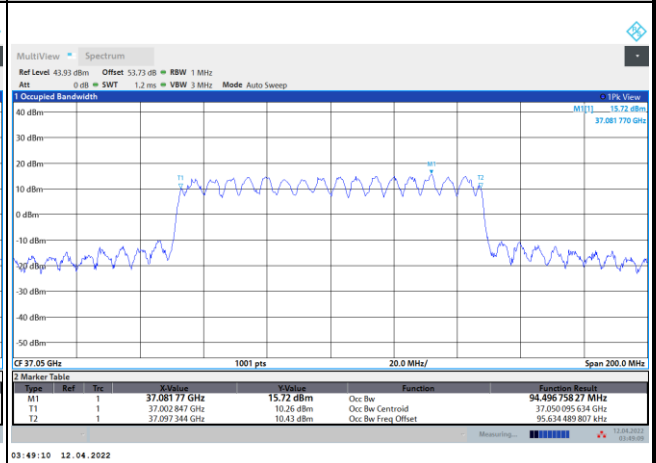 MultiView Spectrum
Ref Level 43.93 dBm Offset 53.73 dB RBW 1 MHz
Att 0 dB SWT 1.2 ms VBW 3 MHz Mode Auto Sweep
1 Occupied Bandwidth 1Pk View
M1[1] 15.72 dBm
37.081 770 GHz
40 dBm
30 dBm
20 dBm
M1
T1
T2
10 dBm
0 dBm
-10 dBm
-20 dBm
-30 dBm
-40 dBm
-50 dBm
CF 37.05 GHz 1001 pts 20.0 MHz/ Span 200.0 MHz
2 Marker Table
Type Ref Trc X-Value Y-Value Function Function Result
M1 1 37.081 77 GHz 15.72 dBm Occ Bw 94.496 758 27 MHz
T1 1 37.002 847 GHz 10.26 dBm Occ Bw Centroid 37.050 095 634 GHz
T2 1 37.097 344 GHz 10.43 dBm Occ Bw Freq Offset 95.634 489 807 kHz
Measuring... 12.04.2022
03:49:09
03:49:10 12.04.2022